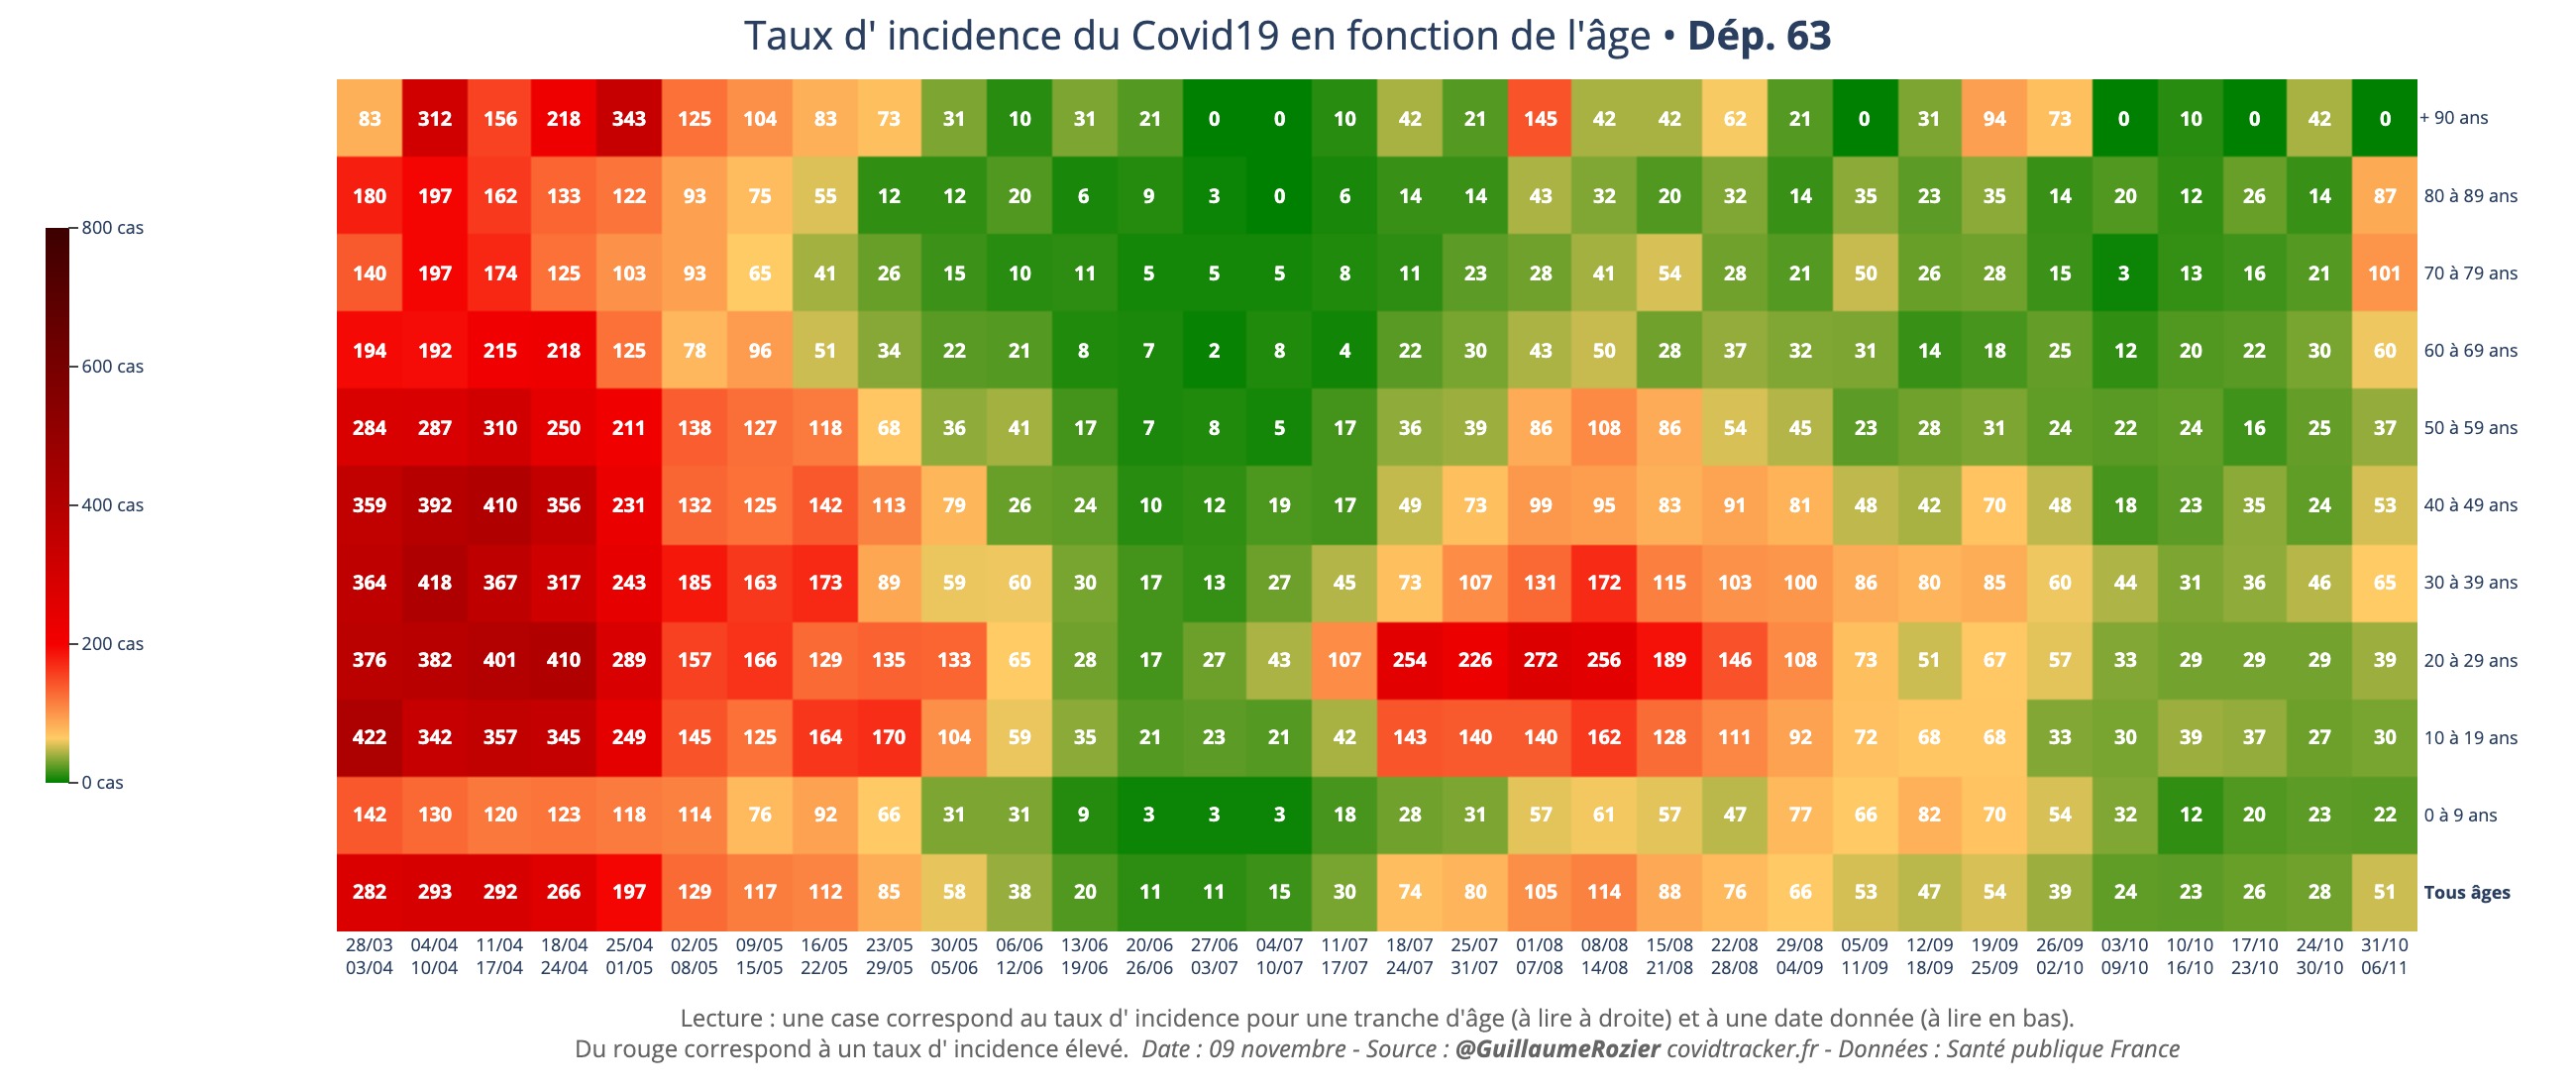 Taux d' incidence du Covid19 en fonction de l'âge • Dép. 63
800 cas
600 cas
400 cas
200 cas
0 cas
83 312 156 218 343 125 104 83 73 31 10 31 21 0 0 10 42 21 145 42 42 62 21 0 31 94 73 0 10 0 42 0 + 90 ans
180 197 162 133 122 93 75 55 12 12 20 6 9 3 0 6 14 14 43 32 20 32 14 35 23 35 14 20 12 26 14 87 80 à 89 ans
140 197 174 125 103 93 65 41 26 15 10 11 5 5 5 8 11 23 28 41 54 28 21 50 26 28 15 3 13 16 21 101 70 à 79 ans
194 192 215 218 125 78 96 51 34 22 21 8 7 2 8 4 22 30 43 50 28 37 32 31 14 18 25 12 20 22 30 60 60 à 69 ans
284 287 310 250 211 138 127 118 68 36 41 17 7 8 5 17 36 39 86 108 86 54 45 23 28 31 24 22 24 16 25 37 50 à 59 ans
359 392 410 356 231 132 125 142 113 79 26 24 10 12 19 17 49 73 99 95 83 91 81 48 42 70 48 18 23 35 24 53 40 à 49 ans
364 418 367 317 243 185 163 173 89 59 60 30 17 13 27 45 73 107 131 172 115 103 100 86 80 85 60 44 31 36 46 65 30 à 39 ans
376 382 401 410 289 157 166 129 135 133 65 28 17 27 43 107 254 226 272 256 189 146 108 73 51 67 57 33 29 29 29 39 20 à 29 ans
422 342 357 345 249 145 125 164 170 104 59 35 21 23 21 42 143 140 140 162 128 111 92 72 68 68 33 30 39 37 27 30 10 à 19 ans
142 130 120 123 118 114 76 92 66 31 31 9 3 3 3 18 28 31 57 61 57 47 77 66 82 70 54 32 12 20 23 22 0 à 9 ans
282 293 292 266 197 129 117 112 85 58 38 20 11 11 15 30 74 80 105 114 88 76 66 53 47 54 39 24 23 26 28 51 Tous âges
28/03 04/04 11/04 18/04 25/04 02/05 09/05 16/05 23/05 30/05 06/06 13/06 20/06 27/06 04/07 11/07 18/07 25/07 01/08 08/08 15/08 22/08 29/08 05/09 12/09 19/09 26/09 03/10 10/10 17/10 24/10 31/10
03/04 10/04 17/04 24/04 01/05 08/05 15/05 22/05 29/05 05/06 12/06 19/06 26/06 03/07 10/07 17/07 24/07 31/07 07/08 14/08 21/08 28/08 04/09 11/09 18/09 25/09 02/10 09/10 16/10 23/10 30/10 06/11
Lecture : une case correspond au taux d' incidence pour une tranche d'âge (à lire à droite) et à une date donnée (à lire en bas).
Du rouge correspond à un taux d' incidence élevé. Date : 09 novembre - Source : @GuillaumeRozier covidtracker.fr - Données : Santé publique France